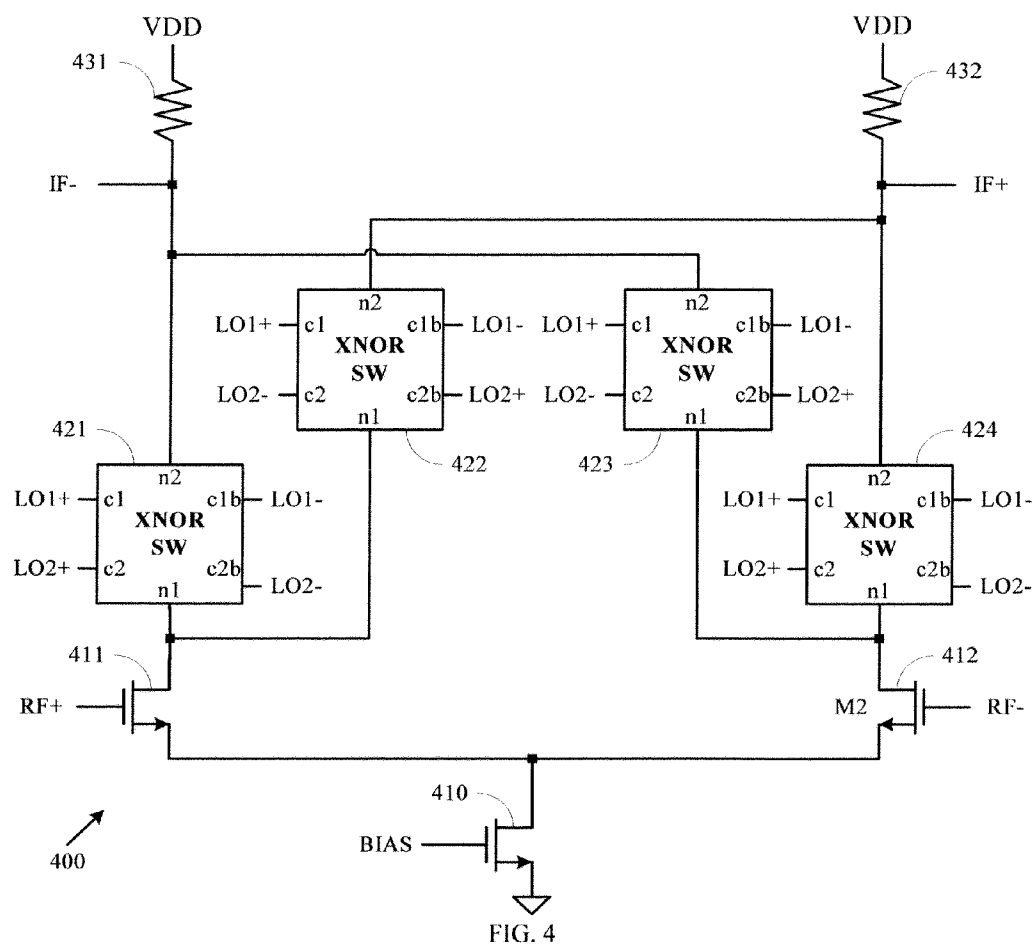 VDD VDD
431 432
IF- IF+
n2 n2
LO1+ c1 c1b LO1- LO1+ c1 c1b LO1-
XNOR XNOR
SW SW
LO2- c2 c2b LO2+ LO2- c2 c2b LO2+
n1 n1
421 422 423 424
n2 n2
LO1+ c1 c1b LO1- LO1+ c1 c1b LO1-
XNOR XNOR
SW SW
LO2+ c2 c2b LO2- LO2+ c2 c2b LO2-
n1 n1
411 412
RF+ M2 RF-
410
BIAS
400
FIG. 4